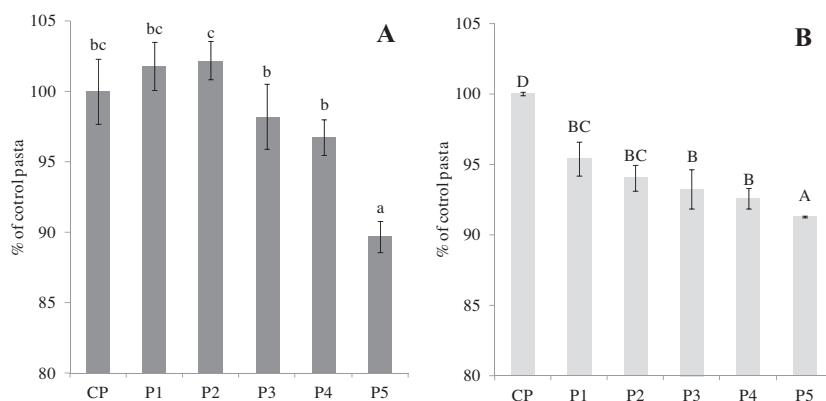 A
% of cotrol pasta
105
100
95
90
85
80
bc
bc
c
b
b
a
CP P1 P2 P3 P4 P5
B
% of cotrol pasta
105
100
95
90
85
80
D
BC
BC
B
B
A
CP P1 P2 P3 P4 P5